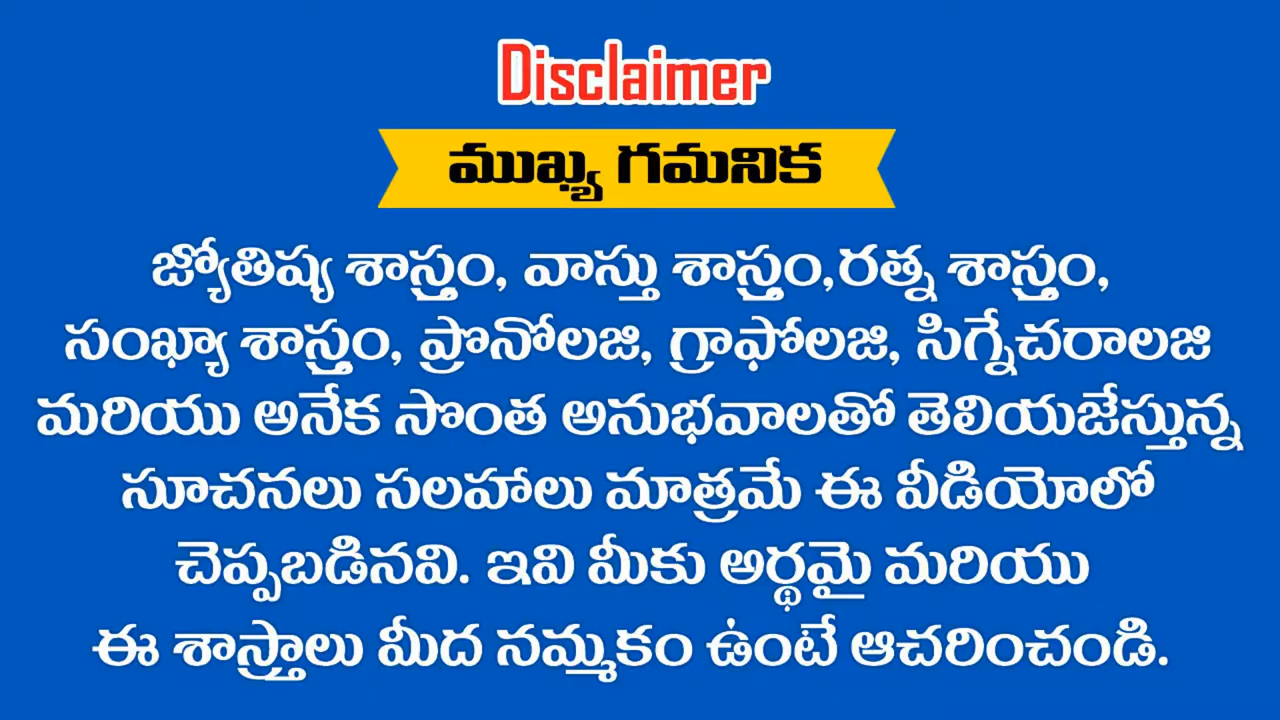 Disclaimer
ముఖ్య గమనిక
జ్యోతిష్య శాస్త్రం, వాస్తు శాస్త్రం,రత్న శాస్త్రం,
సంఖ్యా శాస్త్రం, ప్రొనోలజి, గ్రాఫోలజి, సిగ్నేచరాలజి
మరియు అనేక సొంత అనుభవాలతో తెలియజేస్తున్న
సూచనలు సలహాలు మాత్రమే ఈ వీడియోలో
చెప్పబడినవి. ఇవి మీకు అర్థమై మరియు
ఈ శాస్త్రాలు మీద నమ్మకం ఉంటే ఆచరించండి.